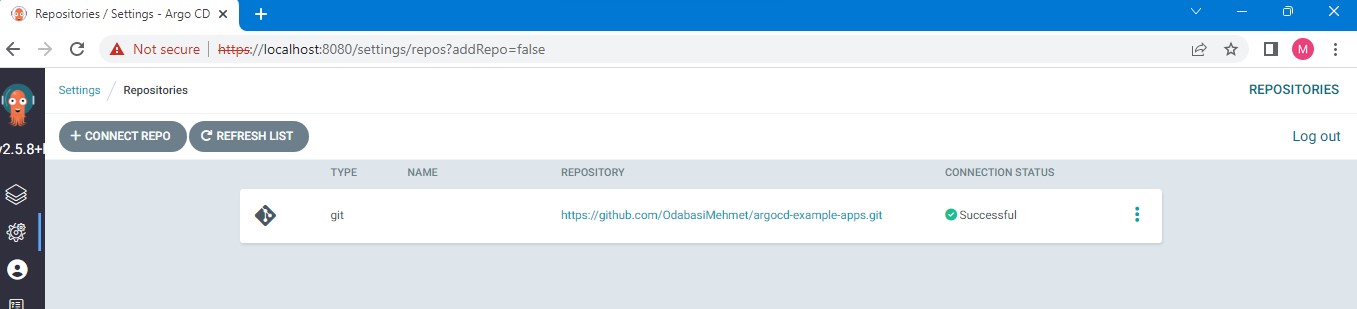 Repositories / Settings - Argo CD
Not secure https://localhost:8080/settings/repos?addRepo=false
M
Settings / Repositories
REPOSITORIES
+ CONNECT REPO
REFRESH LIST
Log out
v2.5.8+
TYPE NAME REPOSITORY CONNECTION STATUS
git https://github.com/OdabasiMehmet/argocd-example-apps.git Successful